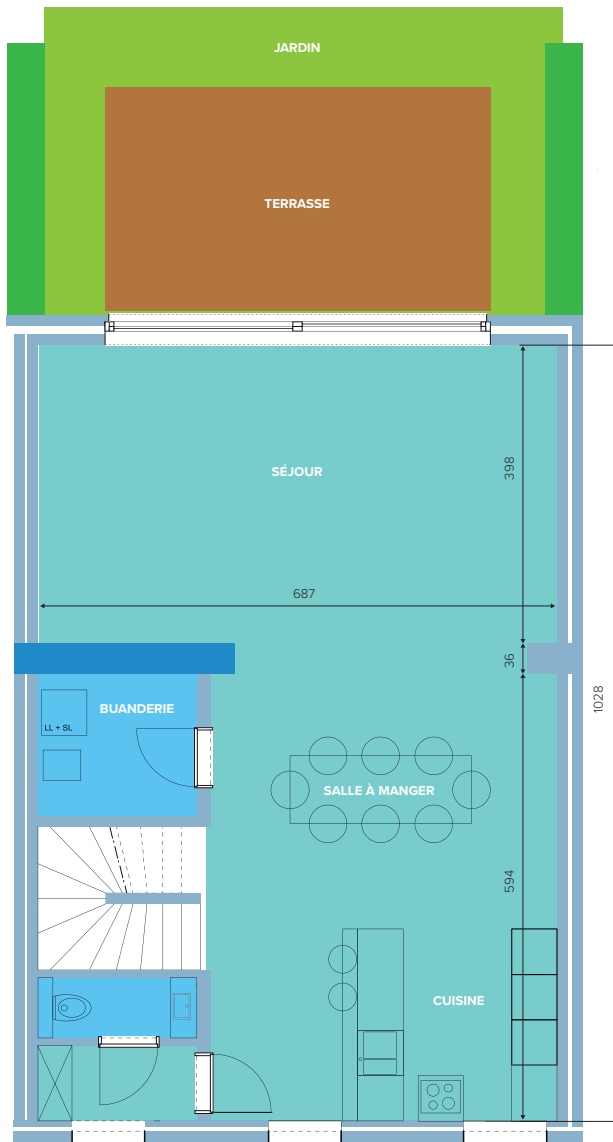 JARDIN
TERRASSE
SÉJOUR
398
687
36
1028
BUANDERIE
LL + SL
SALLE À MANGER
594
CUISINE